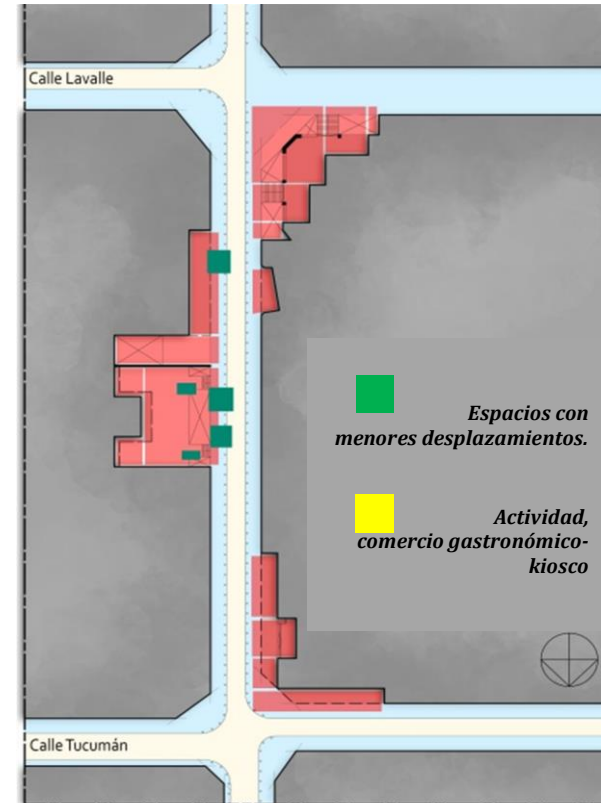 Calle Lavalle
Espacios con
menores desplazamientos.
Actividad,
comercio gastronómico-
kiosco
Calle Tucumán